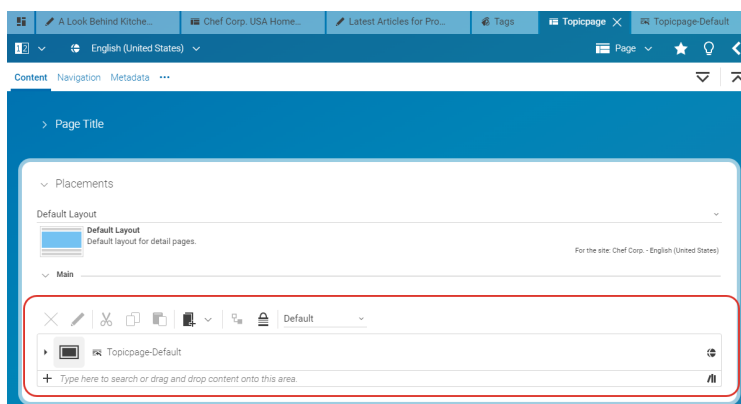 A Look Behind Kitche...
Chef Corp. USA Home...
Latest Articles for Pro...
Tags
Topicpage
Topicpage-Default
12
English (United States)
Page
Content
Navigation
Metadata
Page Title
Placements
Default Layout
Default Layout
Default layout for detail pages.
For the site: Chef Corp. - English (United States)
Main
Default
Topicpage-Default
Type here to search or drag and drop content onto this area.